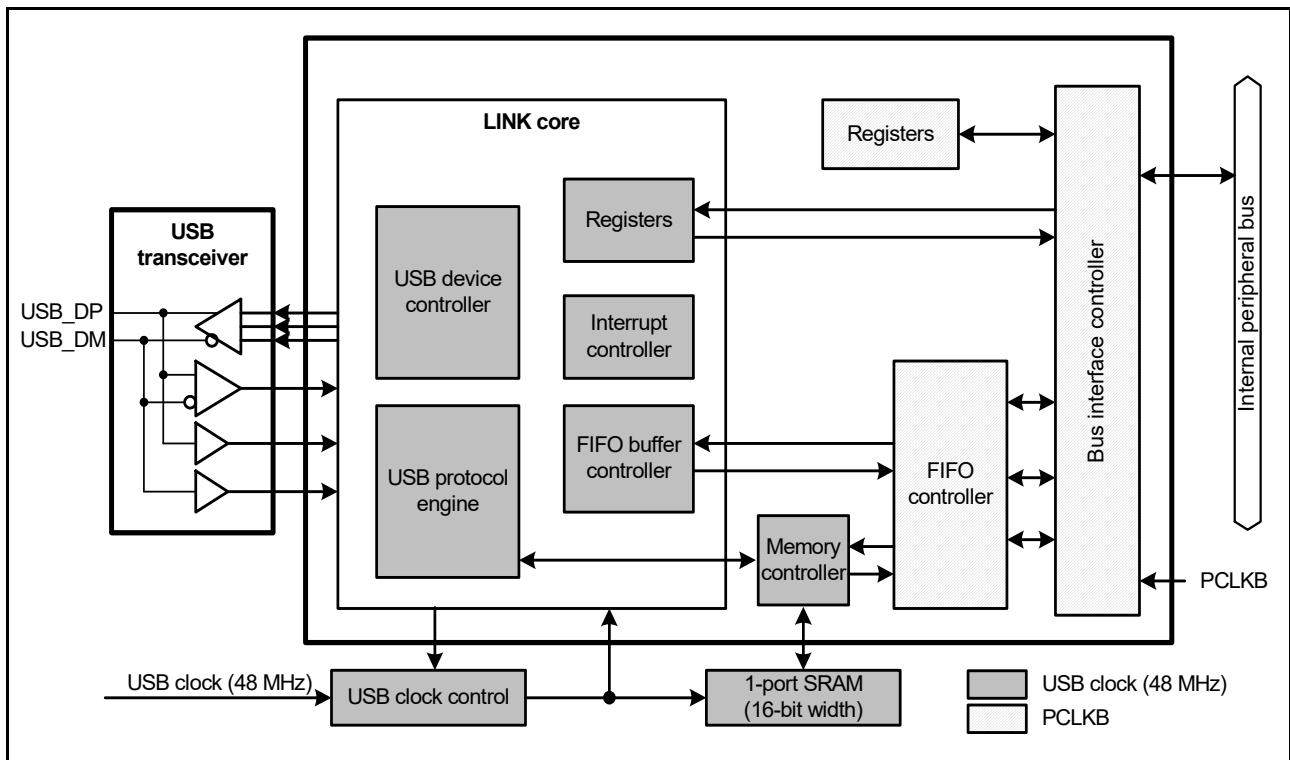 LINK core
Registers
Registers
USB
transceiver
USB device
controller
USB_DP
USB_DM
Interrupt
controller
Bus interface controller
Internal peripheral bus
FIFO buffer
controller
FIFO
controller
USB protocol
engine
Memory
controller
PCLKB
USB clock (48 MHz)
USB clock control
1-port SRAM
(16-bit width)
USB clock (48 MHz)
PCLKB